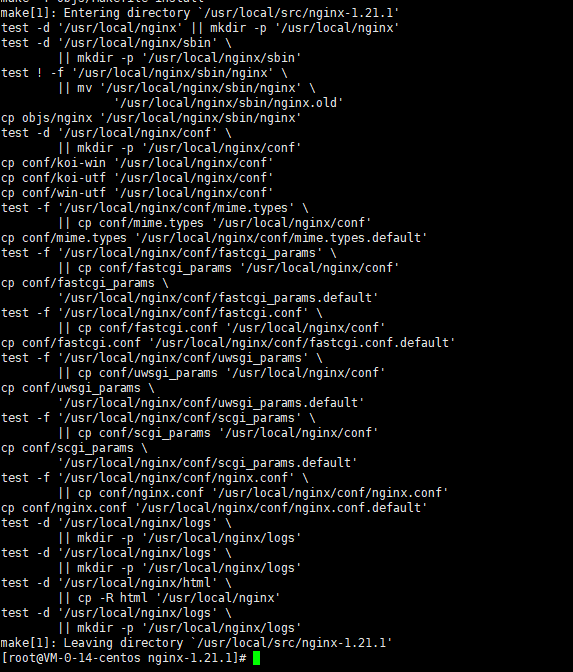 make -f objs/Makefile install
make[1]: Entering directory `/usr/local/src/nginx-1.21.1'
test -d '/usr/local/nginx' || mkdir -p '/usr/local/nginx'
test -d '/usr/local/nginx/sbin' \
        || mkdir -p '/usr/local/nginx/sbin'
test ! -f '/usr/local/nginx/sbin/nginx' \
        || mv '/usr/local/nginx/sbin/nginx' \
                '/usr/local/nginx/sbin/nginx.old'
cp objs/nginx '/usr/local/nginx/sbin/nginx'
test -d '/usr/local/nginx/conf' \
        || mkdir -p '/usr/local/nginx/conf'
cp conf/koi-win '/usr/local/nginx/conf'
cp conf/koi-utf '/usr/local/nginx/conf'
cp conf/win-utf '/usr/local/nginx/conf'
test -f '/usr/local/nginx/conf/mime.types' \
        || cp conf/mime.types '/usr/local/nginx/conf'
cp conf/mime.types '/usr/local/nginx/conf/mime.types.default'
test -f '/usr/local/nginx/conf/fastcgi_params' \
        || cp conf/fastcgi_params '/usr/local/nginx/conf'
cp conf/fastcgi_params \
        '/usr/local/nginx/conf/fastcgi_params.default'
test -f '/usr/local/nginx/conf/fastcgi.conf' \
        || cp conf/fastcgi.conf '/usr/local/nginx/conf'
cp conf/fastcgi.conf '/usr/local/nginx/conf/fastcgi.conf.default'
test -f '/usr/local/nginx/conf/uwsgi_params' \
        || cp conf/uwsgi_params '/usr/local/nginx/conf'
cp conf/uwsgi_params \
        '/usr/local/nginx/conf/uwsgi_params.default'
test -f '/usr/local/nginx/conf/scgi_params' \
        || cp conf/scgi_params '/usr/local/nginx/conf'
cp conf/scgi_params \
        '/usr/local/nginx/conf/scgi_params.default'
test -f '/usr/local/nginx/conf/nginx.conf' \
        || cp conf/nginx.conf '/usr/local/nginx/conf/nginx.conf'
cp conf/nginx.conf '/usr/local/nginx/conf/nginx.conf.default'
test -d '/usr/local/nginx/logs' \
        || mkdir -p '/usr/local/nginx/logs'
test -d '/usr/local/nginx/logs' \
        || mkdir -p '/usr/local/nginx/logs'
test -d '/usr/local/nginx/html' \
        || cp -R html '/usr/local/nginx'
test -d '/usr/local/nginx/logs' \
        || mkdir -p '/usr/local/nginx/logs'
make[1]: Leaving directory `/usr/local/src/nginx-1.21.1'
[root@VM-0-14-centos nginx-1.21.1]#